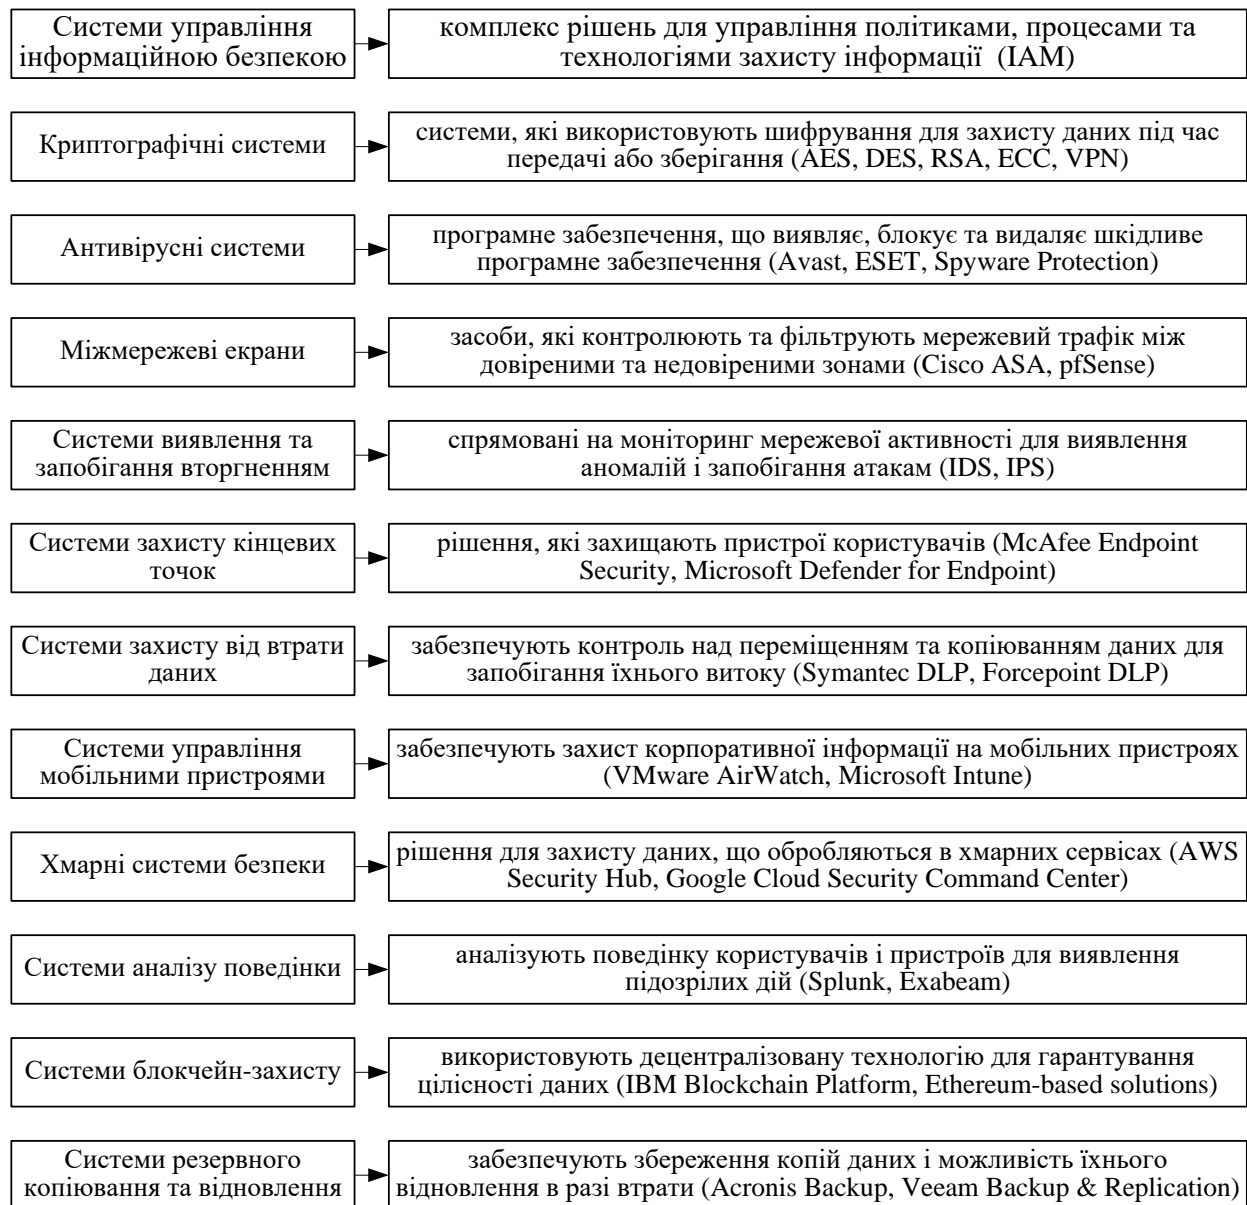 Системи управління
інформаційною безпекою
комплекс рішень для управління політиками, процесами та
технологіями захисту інформації (IAM)
Криптографічні системи
системи, які використовують шифрування для захисту даних під час
передачі або зберігання (AES, DES, RSA, ECC, VPN)
Антивірусні системи
програмне забезпечення, що виявляє, блокує та видаляє шкідливе
програмне забезпечення (Avast, ESET, Spyware Protection)
Міжмережеві екрани
засоби, які контролюють та фільтрують мережевий трафік між
довіреними та недовіреними зонами (Cisco ASA, pfSense)
Системи виявлення та
запобігання вторгненням
спрямовані на моніторинг мережевої активності для виявлення
аномалій і запобігання атакам (IDS, IPS)
Системи захисту кінцевих
точок
рішення, які захищають пристрої користувачів (McAfee Endpoint
Security, Microsoft Defender for Endpoint)
Системи захисту від втрати
даних
забезпечують контроль над переміщенням та копіюванням даних для
запобігання їхнього витоку (Symantec DLP, Forcepoint DLP)
Системи управління
мобільними пристроями
забезпечують захист корпоративної інформації на мобільних пристроях
(VMware AirWatch, Microsoft Intune)
Хмарні системи безпеки
рішення для захисту даних, що обробляються в хмарних сервісах (AWS
Security Hub, Google Cloud Security Command Center)
Системи аналізу поведінки
аналізують поведінку користувачів і пристроїв для виявлення
підозрілих дій (Splunk, Exabeam)
Системи блокчейн-захисту
використовують децентралізовану технологію для гарантування
цілісності даних (IBM Blockchain Platform, Ethereum-based solutions)
Системи резервного
копіювання та відновлення
забезпечують збереження копій даних і можливість їхнього
відновлення в разі втрати (Acronis Backup, Veeam Backup & Replication)